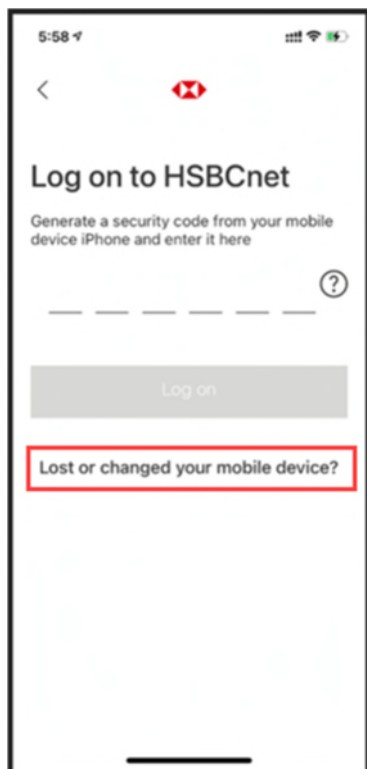 5:58
Log on to HSBCnet
Generate a security code from your mobile
device iPhone and enter it here
?
Log on
Lost or changed your mobile device?